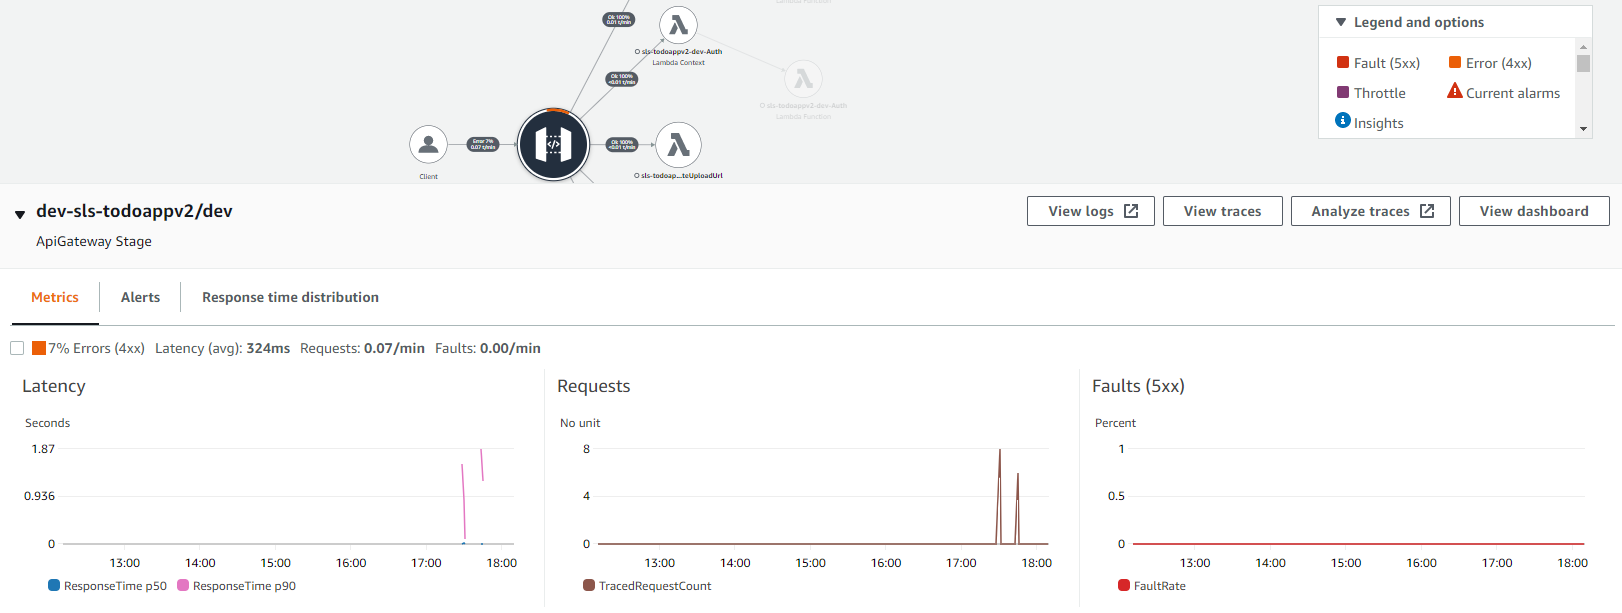 Lambda Function
Ok 100%
0.01 t/min
sls-todoappv2-dev-Auth
Lambda Context
Ok 100%
<0.01 t/min
sls-todoappv2-dev-Auth
Lambda Function
Error 7%
0.07 t/min
Ok 100%
<0.01 t/min
Client
sls-todoap...teUploadUrl
Legend and options
Fault (5xx)
Error (4xx)
Throttle
Current alarms
Insights
dev-sls-todoappv2/dev
ApiGateway Stage
View logs
View traces
Analyze traces
View dashboard
Metrics
Alerts
Response time distribution
7% Errors (4xx) Latency (avg): 324ms Requests: 0.07/min Faults: 0.00/min
Latency
Seconds
1.87
0.936
0
13:00 14:00 15:00 16:00 17:00 18:00
ResponseTime p50 ResponseTime p90
Requests
No unit
8
4
0
13:00 14:00 15:00 16:00 17:00 18:00
TracedRequestCount
Faults (5xx)
Percent
1
0.5
0
13:00 14:00 15:00 16:00 17:00 18:00
FaultRate